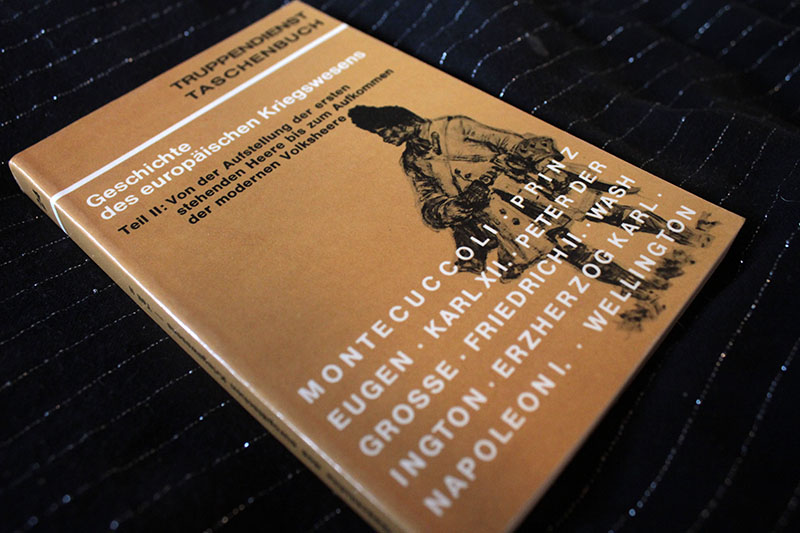 TRUPPENDIENST
TASCHENBUCH
Geschichte
des europäischen Kriegswesens
Teil II: Von der Aufstellung der ersten
stehenden Heere bis zum Aufkommen
der modernen Volksheere
MONTECUCCOLI · PRINZ
EUGEN · KARL XII. · PETER DER
GROSSE · FRIEDRICH II. · WASH
INGTON · ERZHERZOG KARL ·
NAPOLEON I. · WELLINGTON